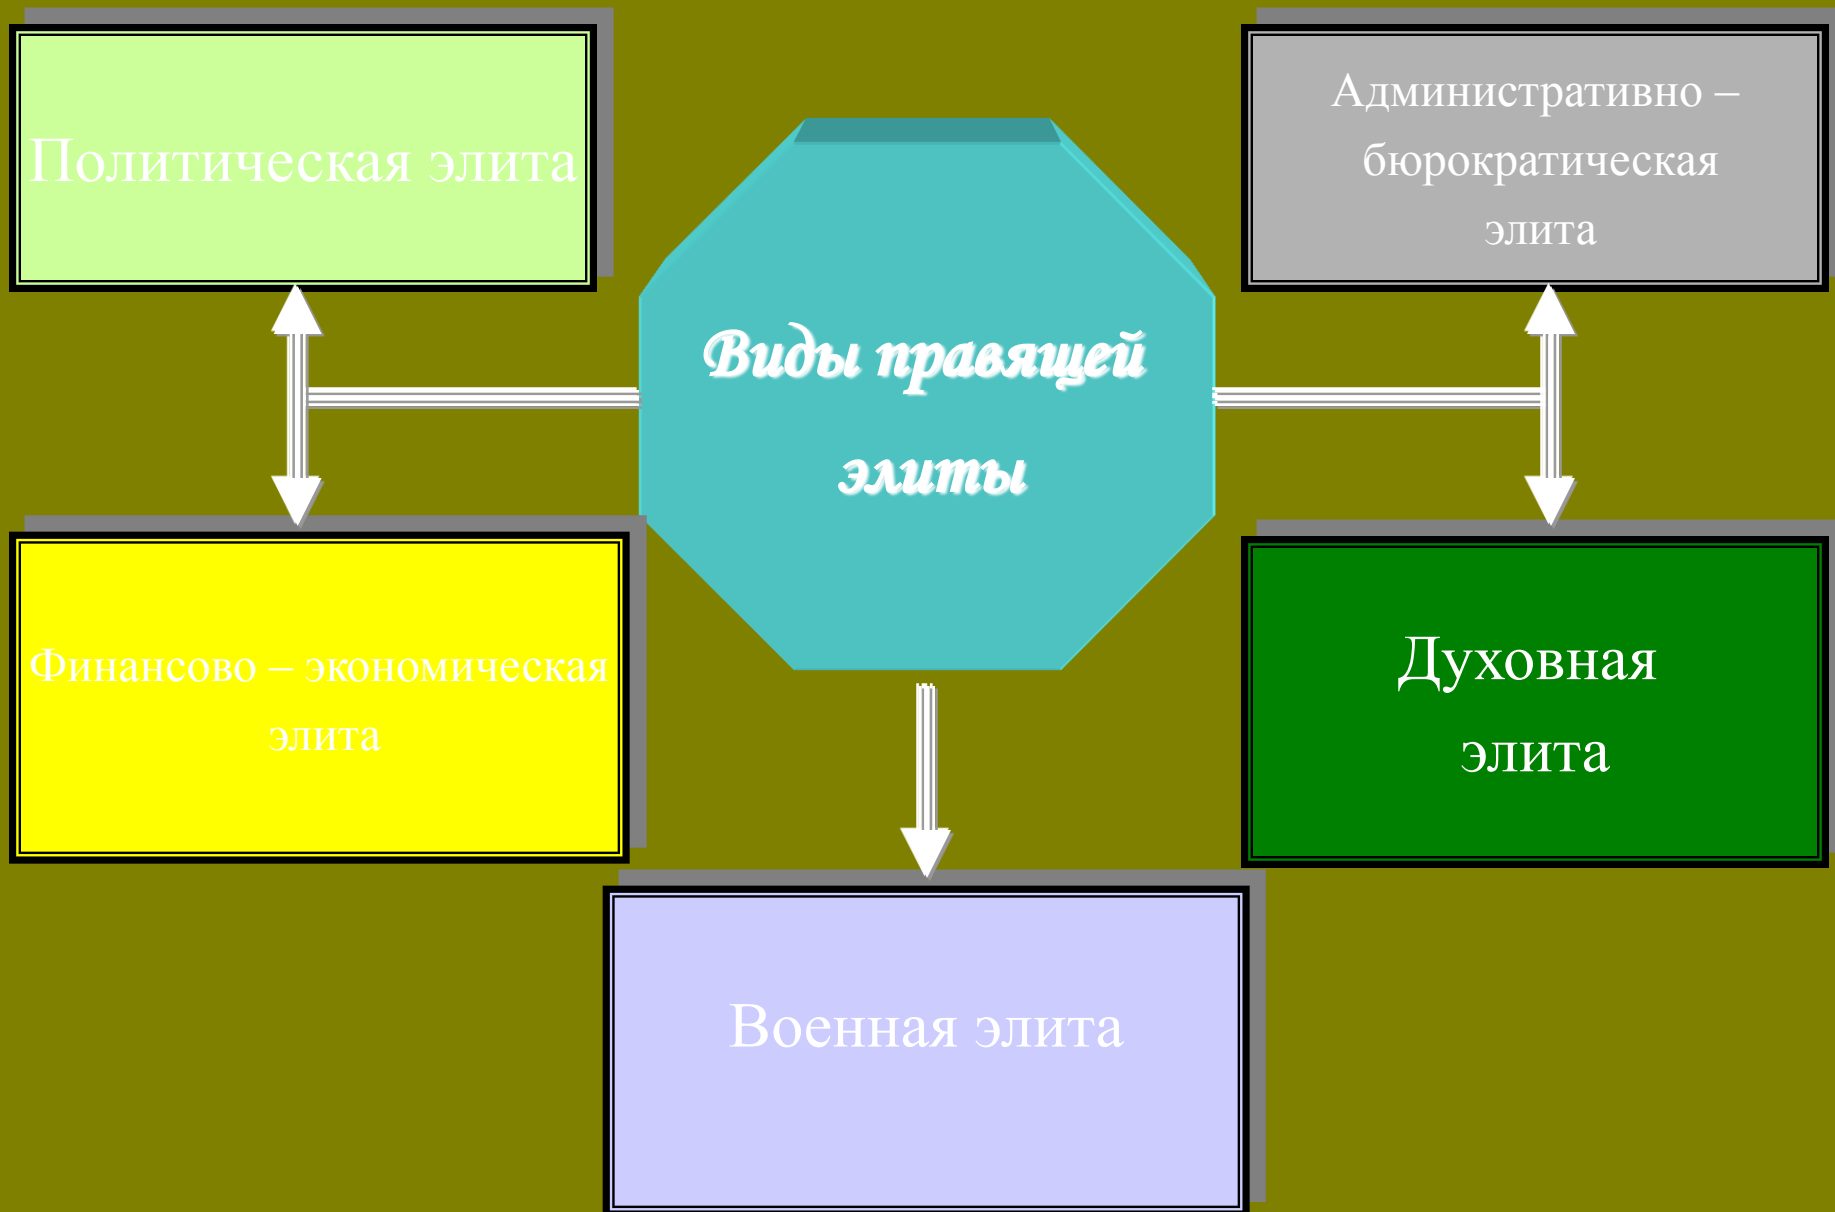 Политическая элита
Административно –
бюрократическая
элита
Виды правящей
элиты
Финансово – экономическая
элита
Духовная
элита
Военная элита